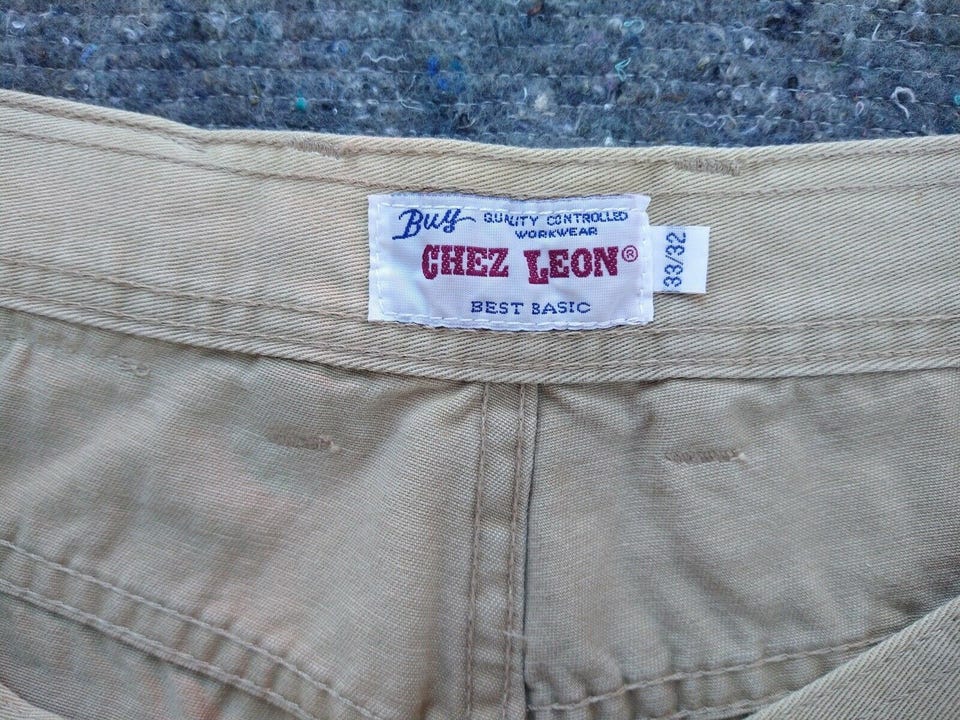 Buy QUALITY CONTROLLED
WORKWEAR
CHEZ LEON®
BEST BASIC
33/32